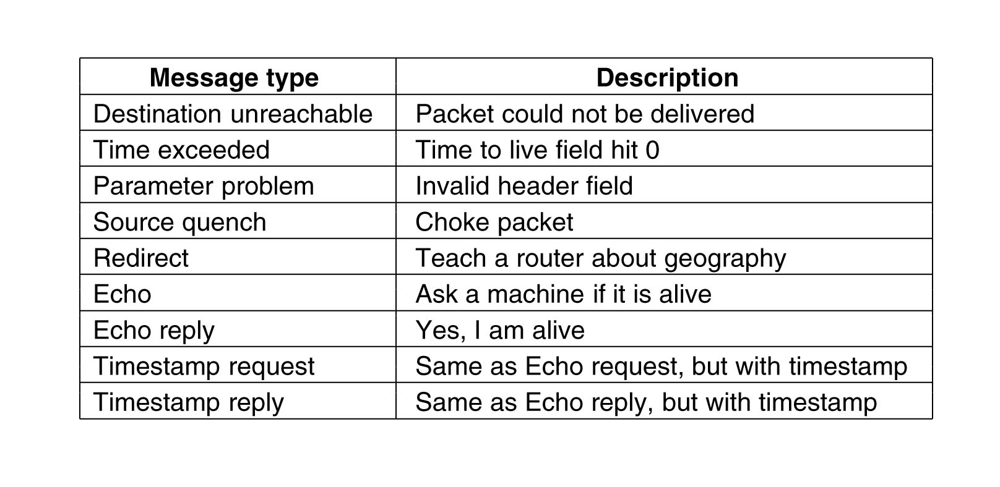 Message type Description
Destination unreachable Packet could not be delivered
Time exceeded Time to live field hit 0
Parameter problem Invalid header field
Source quench Choke packet
Redirect Teach a router about geography
Echo Ask a machine if it is alive
Echo reply Yes, I am alive
Timestamp request Same as Echo request, but with timestamp
Timestamp reply Same as Echo reply, but with timestamp